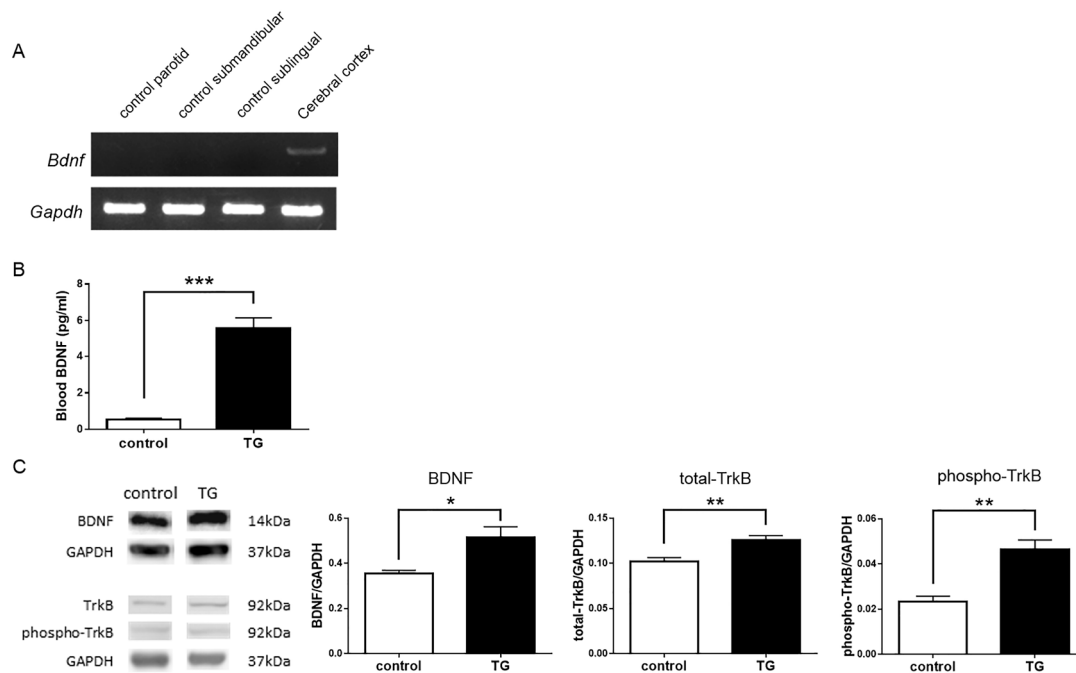 A
control parotid
control submandibular
control sublingual
Cerebral cortex
Bdnf
Gapdh
B
Blood BDNF (pg/ml)
8
6
4
2
0
***
control
TG
C
control TG
BDNF 14kDa
GAPDH 37kDa
TrkB 92kDa
phospho-TrkB 92kDa
GAPDH 37kDa
BDNF
BDNF/GAPDH
0.6
0.4
0.2
0.0
*
control
TG
total-TrkB
total-TrkB/GAPDH
0.15
0.10
0.05
0.00
**
control
TG
phospho-TrkB
phospho-TrkB/GAPDH
0.06
0.04
0.02
0.00
**
control
TG